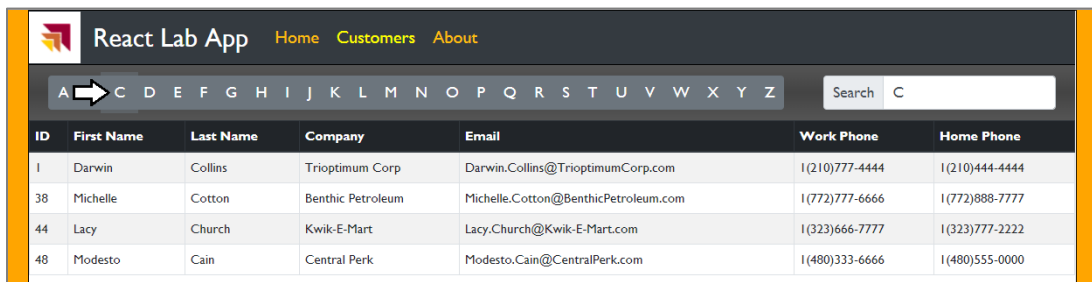 React Lab App Home Customers About
A C D E F G H I J K L M N O P Q R S T U V W X Y Z Search C
ID First Name Last Name Company Email Work Phone Home Phone
1 Darwin Collins Trioptimum Corp Darwin.Collins@TrioptimumCorp.com 1(210)777-4444 1(210)444-4444
38 Michelle Cotton Benthic Petroleum Michelle.Cotton@BenthicPetroleum.com 1(772)777-6666 1(772)888-7777
44 Lacy Church Kwik-E-Mart Lacy.Church@Kwik-E-Mart.com 1(323)666-7777 1(323)777-2222
48 Modesto Cain Central Perk Modesto.Cain@CentralPerk.com 1(480)333-6666 1(480)555-0000